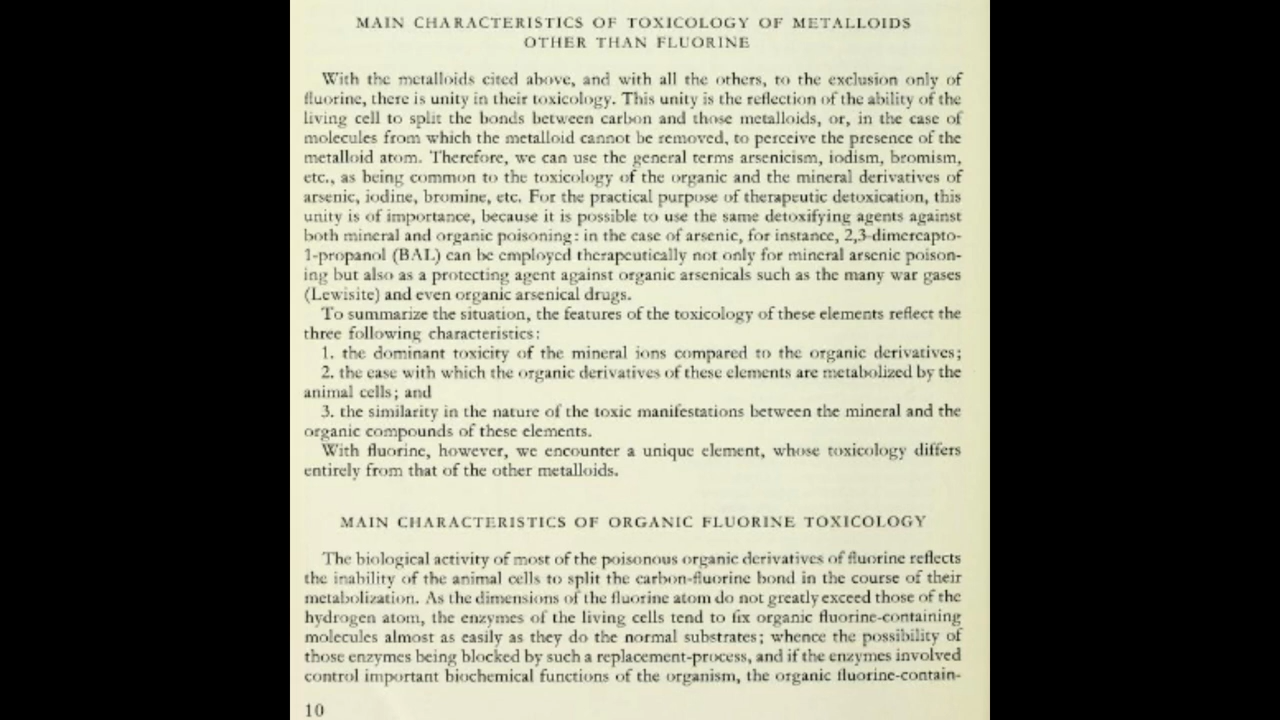 MAIN CHARACTERISTICS OF TOXICOLOGY OF METALLOIDS
OTHER THAN FLUORINE
With the metalloids cited above, and with all the others, to the exclusion only of
fluorine, there is unity in their toxicology. This unity is the reflection of the ability of the
living cell to split the bonds between carbon and those metalloids, or, in the case of
molecules from which the metalloid cannot be removed, to perceive the presence of the
metalloid atom. Therefore, we can use the general terms arsenicism, iodism, bromism,
etc., as being common to the toxicology of the organic and the mineral derivatives of
arsenic, iodine, bromine, etc. For the practical purpose of therapeutic detoxication, this
unity is of importance, because it is possible to use the same detoxifying agents against
both mineral and organic poisoning: in the case of arsenic, for instance, 2,3-dimercapto-
1-propanol (BAL) can be employed therapeutically not only for mineral arsenic poison-
ing but also as a protecting agent against organic arsenicals such as the many war gases
(Lewisite) and even organic arsenical drugs.
To summarize the situation, the features of the toxicology of these elements reflect the
three following characteristics:
1. the dominant toxicity of the mineral ions compared to the organic derivatives;
2. the ease with which the organic derivatives of these elements are metabolized by the
animal cells; and
3. the similarity in the nature of the toxic manifestations between the mineral and the
organic compounds of these elements.
With fluorine, however, we encounter a unique element, whose toxicology differs
entirely from that of the other metalloids.
MAIN CHARACTERISTICS OF ORGANIC FLUORINE TOXICOLOGY
The biological activity of most of the poisonous organic derivatives of fluorine reflects
the inability of the animal cells to split the carbon-fluorine bond in the course of their
metabolization. As the dimensions of the fluorine atom do not greatly exceed those of the
hydrogen atom, the enzymes of the living cells tend to fix organic fluorine-containing
molecules almost as easily as they do the normal substrates; whence the possibility of
those enzymes being blocked by such a replacement-process, and if the enzymes involved
control important biochemical functions of the organism, the organic fluorine-contain-
10